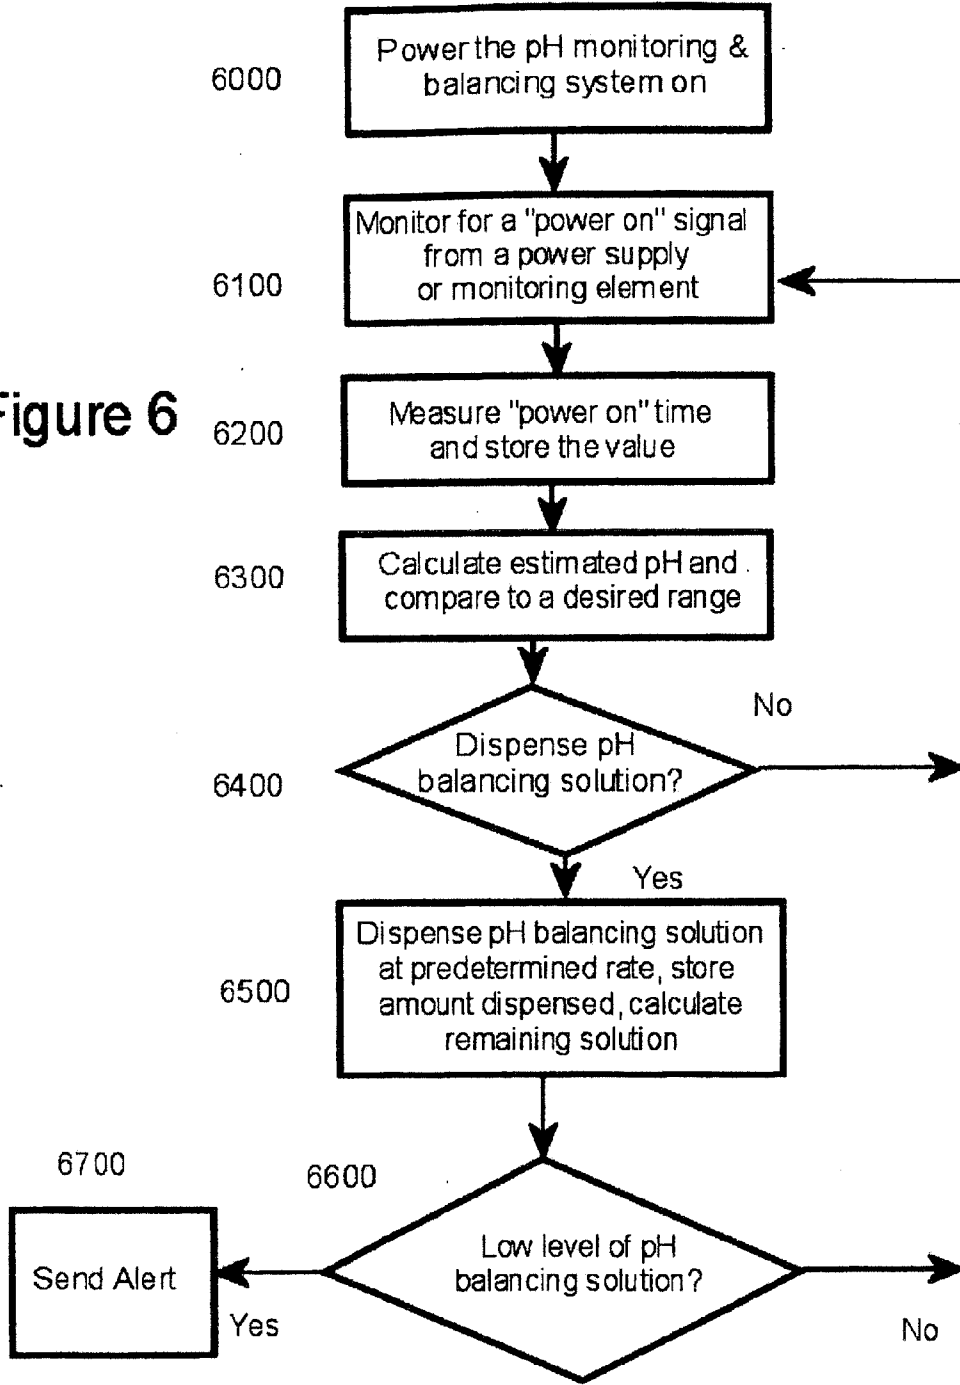 6000
Power the pH monitoring &
balancing system on
6100
Monitor for a "power on" signal
from a power supply
or monitoring element
Figure 6
6200
Measure "power on" time
and store the value
6300
Calculate estimated pH and
compare to a desired range
No
6400
Dispense pH
balancing solution?
Yes
6500
Dispense pH balancing solution
at predetermined rate, store
amount dispensed, calculate
remaining solution
6700
6600
Send Alert
Low level of pH
balancing solution?
Yes
No